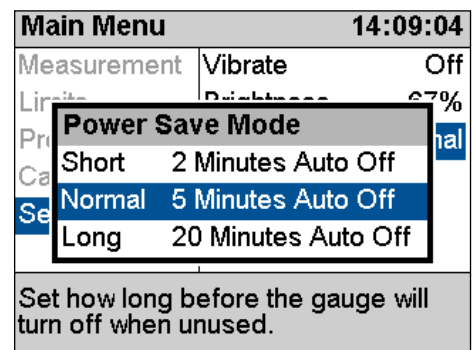 Main Menu 14:09:04
Measurement Vibrate Off
67%
Power Save Mode
Short 2 Minutes Auto Off
Normal 5 Minutes Auto Off
Long 20 Minutes Auto Off
Set how long before the gauge will
turn off when unused.